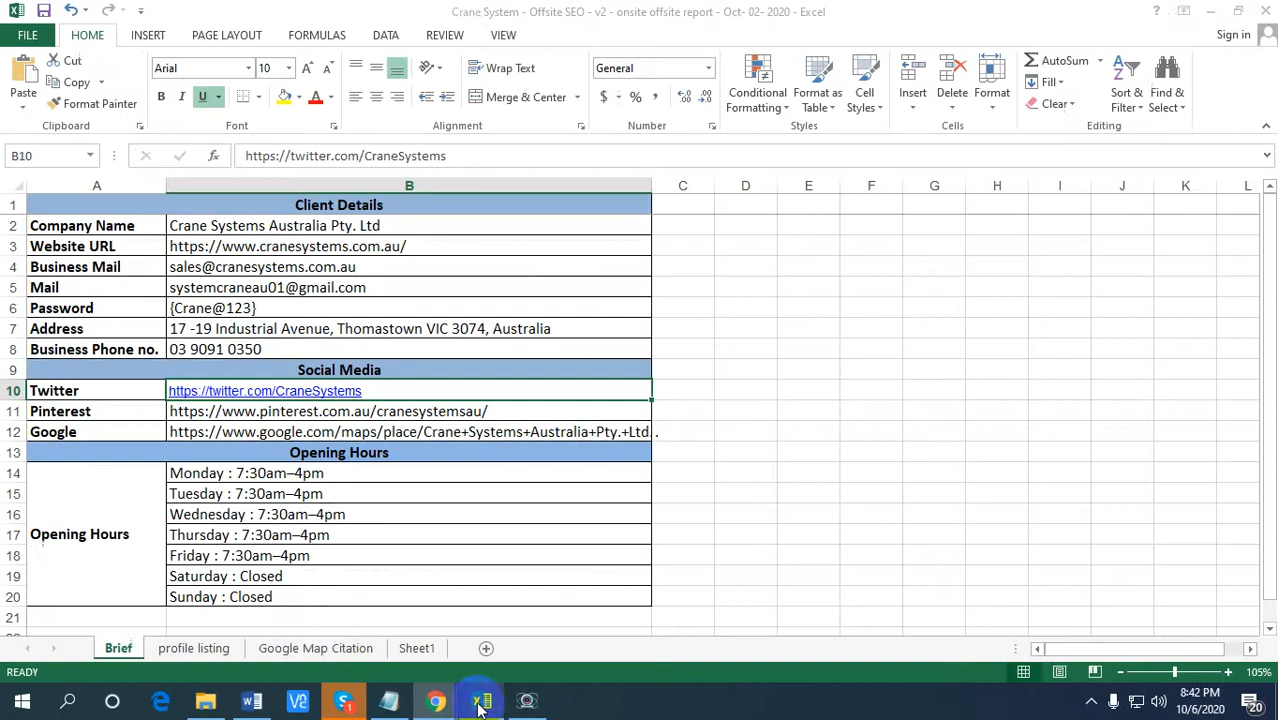 Crane System - Offsite SEO - v2 - onsite offsite report - Oct- 02- 2020 - Excel
FILE HOME INSERT PAGE LAYOUT FORMULAS DATA REVIEW VIEW Sign in
Cut
Copy
Format Painter
Paste
Clipboard
Arial 10
B I U
Font
Wrap Text
Merge & Center
Alignment
General
$ % ,
Number
Conditional Formatting
Format as Table
Cell Styles
Styles
Insert Delete Format
Cells
AutoSum
Fill
Clear
Sort & Filter
Find & Select
Editing
B10 fx https://twitter.com/CraneSystems
A B C D E F G H I J K L
1 Client Details
2 Company Name Crane Systems Australia Pty. Ltd
3 Website URL https://www.cranesystems.com.au/
4 Business Mail sales@cranesystems.com.au
5 Mail systemcraneau01@gmail.com
6 Password {Crane@123}
7 Address 17 -19 Industrial Avenue, Thomastown VIC 3074, Australia
8 Business Phone no. 03 9091 0350
9 Social Media
10 Twitter https://twitter.com/CraneSystems
11 Pinterest https://www.pinterest.com.au/cranesystemsau/
12 Google https://www.google.com/maps/place/Crane+Systems+Australia+Pty.+Ltd.
13 Opening Hours
14 Monday : 7:30am–4pm
15 Tuesday : 7:30am–4pm
16 Wednesday : 7:30am–4pm
17 Opening Hours Thursday : 7:30am–4pm
18 Friday : 7:30am–4pm
19 Saturday : Closed
20 Sunday : Closed
21
Brief profile listing Google Map Citation Sheet1
READY 105%
8:42 PM
10/6/2020
20